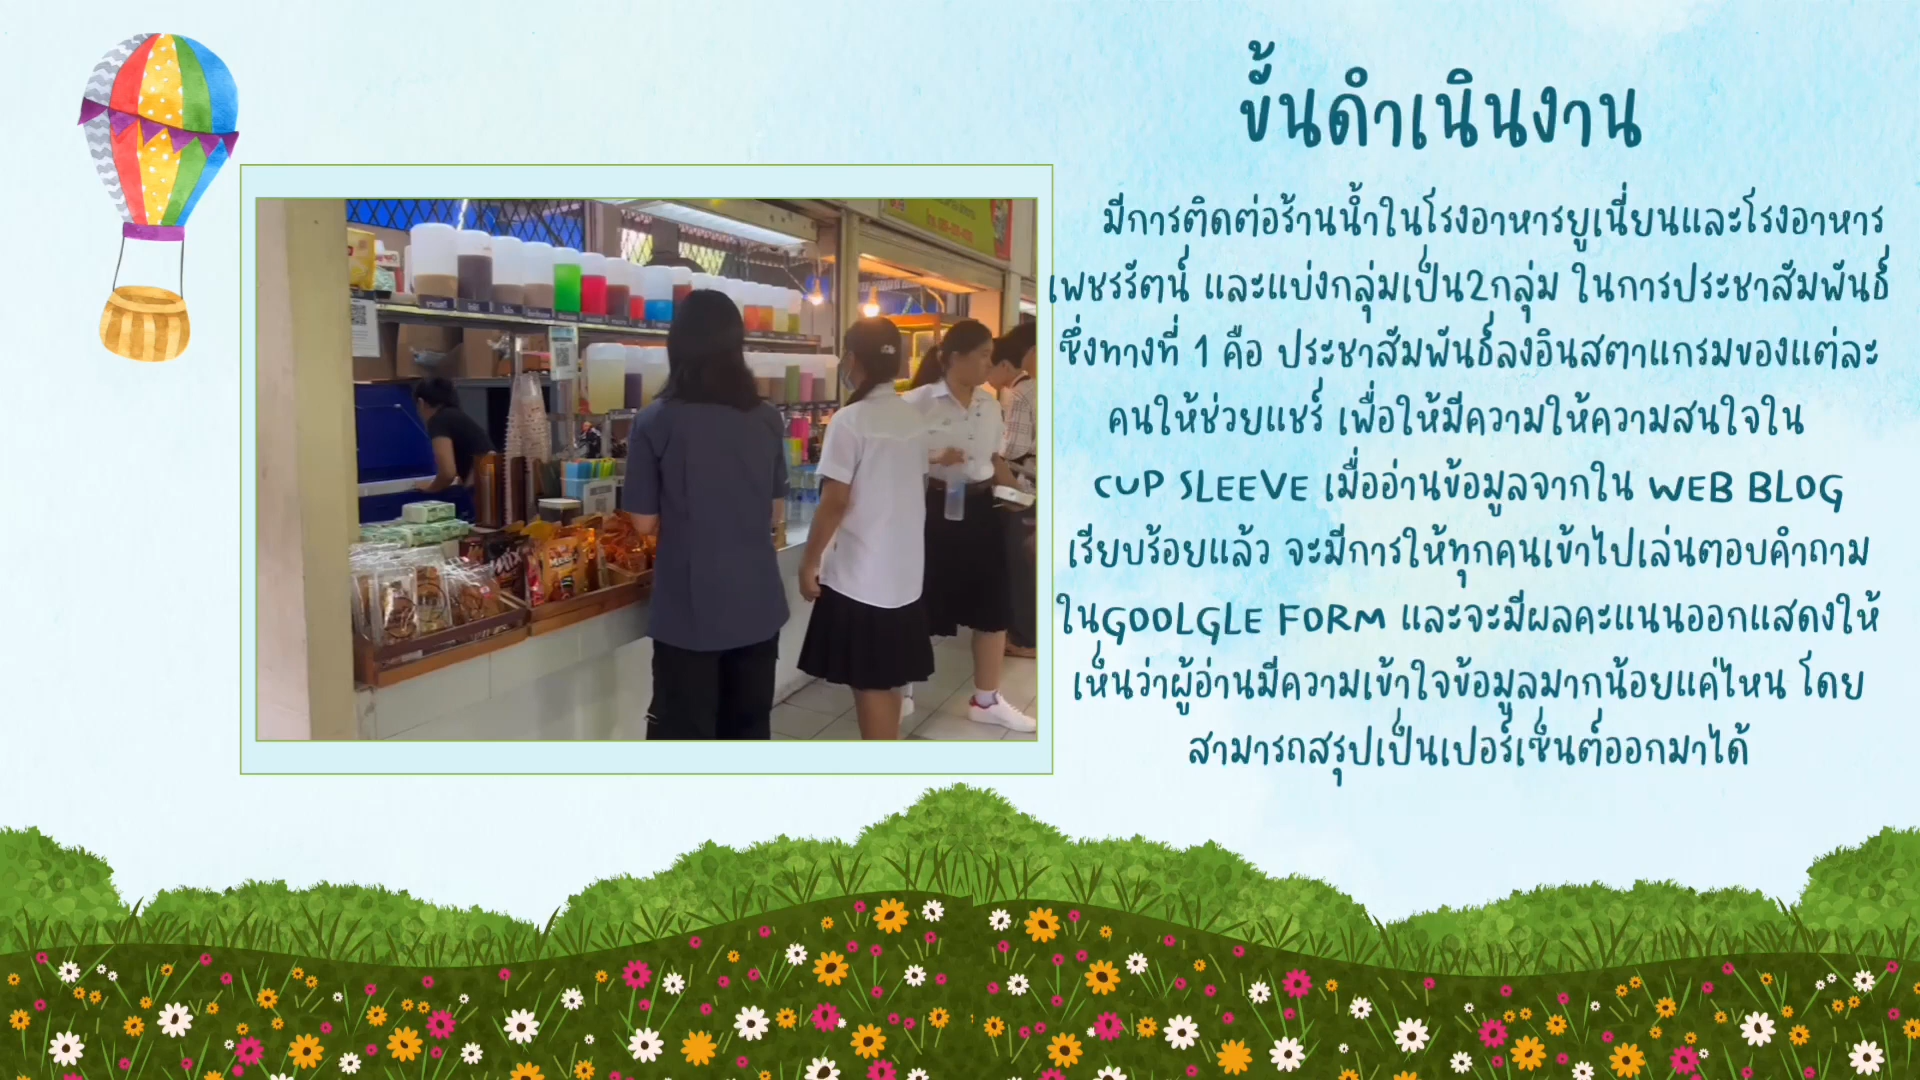 ขั้นดำเนินงาน
มีการติดต่อร้านน้ำในโรงอาหารยูเนี่ยนและโรงอาหาร
เพชรรัตน์ และแบ่งกลุ่มเป็น2กลุ่ม ในการประชาสัมพันธ์
ซึ่งทางที่ 1 คือ ประชาสัมพันธ์ลงอินสตาแกรมของแต่ละ
คนให้ช่วยแชร์ เพื่อให้มีความให้ความสนใจใน
CUP SLEEVE เมื่ออ่านข้อมูลจากใน WEB BLOG
เรียบร้อยแล้ว จะมีการให้ทุกคนเข้าไปเล่นตอบคำถาม
ในGOOLGLE FORM และจะมีผลคะแนนออกแสดงให้
เห็นว่าผู้อ่านมีความเข้าใจข้อมูลมากน้อยแค่ไหน โดย
สามารถสรุปเป็นเปอร์เซ็นต์ออกมาได้